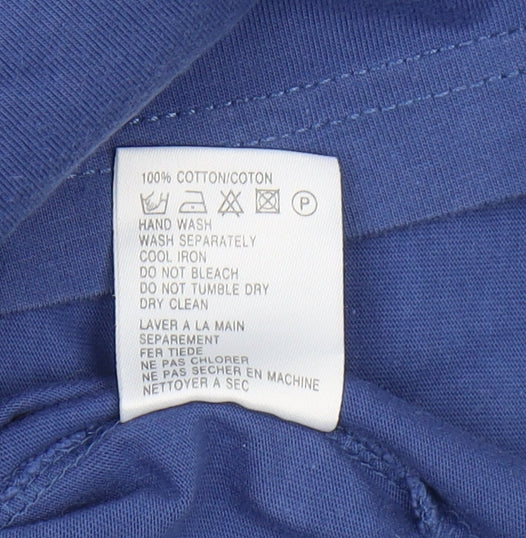 100% COTTON/COTON
P
HAND WASH
WASH SEPARATELY
COOL IRON
DO NOT BLEACH
DO NOT TUMBLE DRY
DRY CLEAN
LAVER A LA MAIN
SEPAREMENT
FER TIEDE
NE PAS CHLORER
NE PAS SECHER EN MACHINE
NETTOYER A SEC